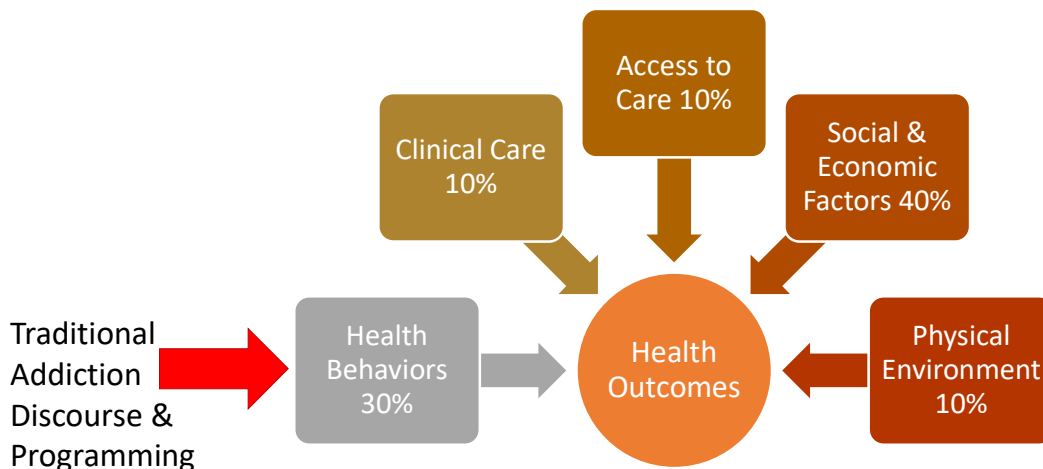 Traditional
Addiction
Discourse &
Programming
Health
Behaviors
30%
Clinical Care
10%
Access to
Care 10%
Social &
Economic
Factors 40%
Physical
Environment
10%
Health
Outcomes